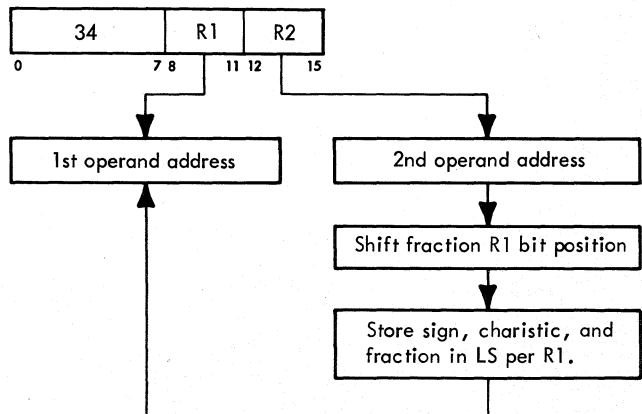 34 R1 R2
0 7 8 11 12 15
1st operand address
2nd operand address
Shift fraction R1 bit position
Store sign, charistic, and
fraction in LS per R1.